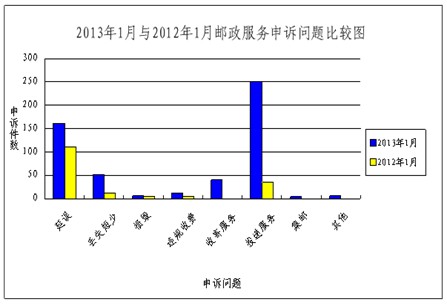 2013年1月与2012年1月邮政服务申诉问题比较图
300
250
200
150
100
50
0
申诉件数
2013年1月
2012年1月
延误
丢失短少
损毁
违规收费
收寄服务
投递服务
集邮
其他
申诉问题